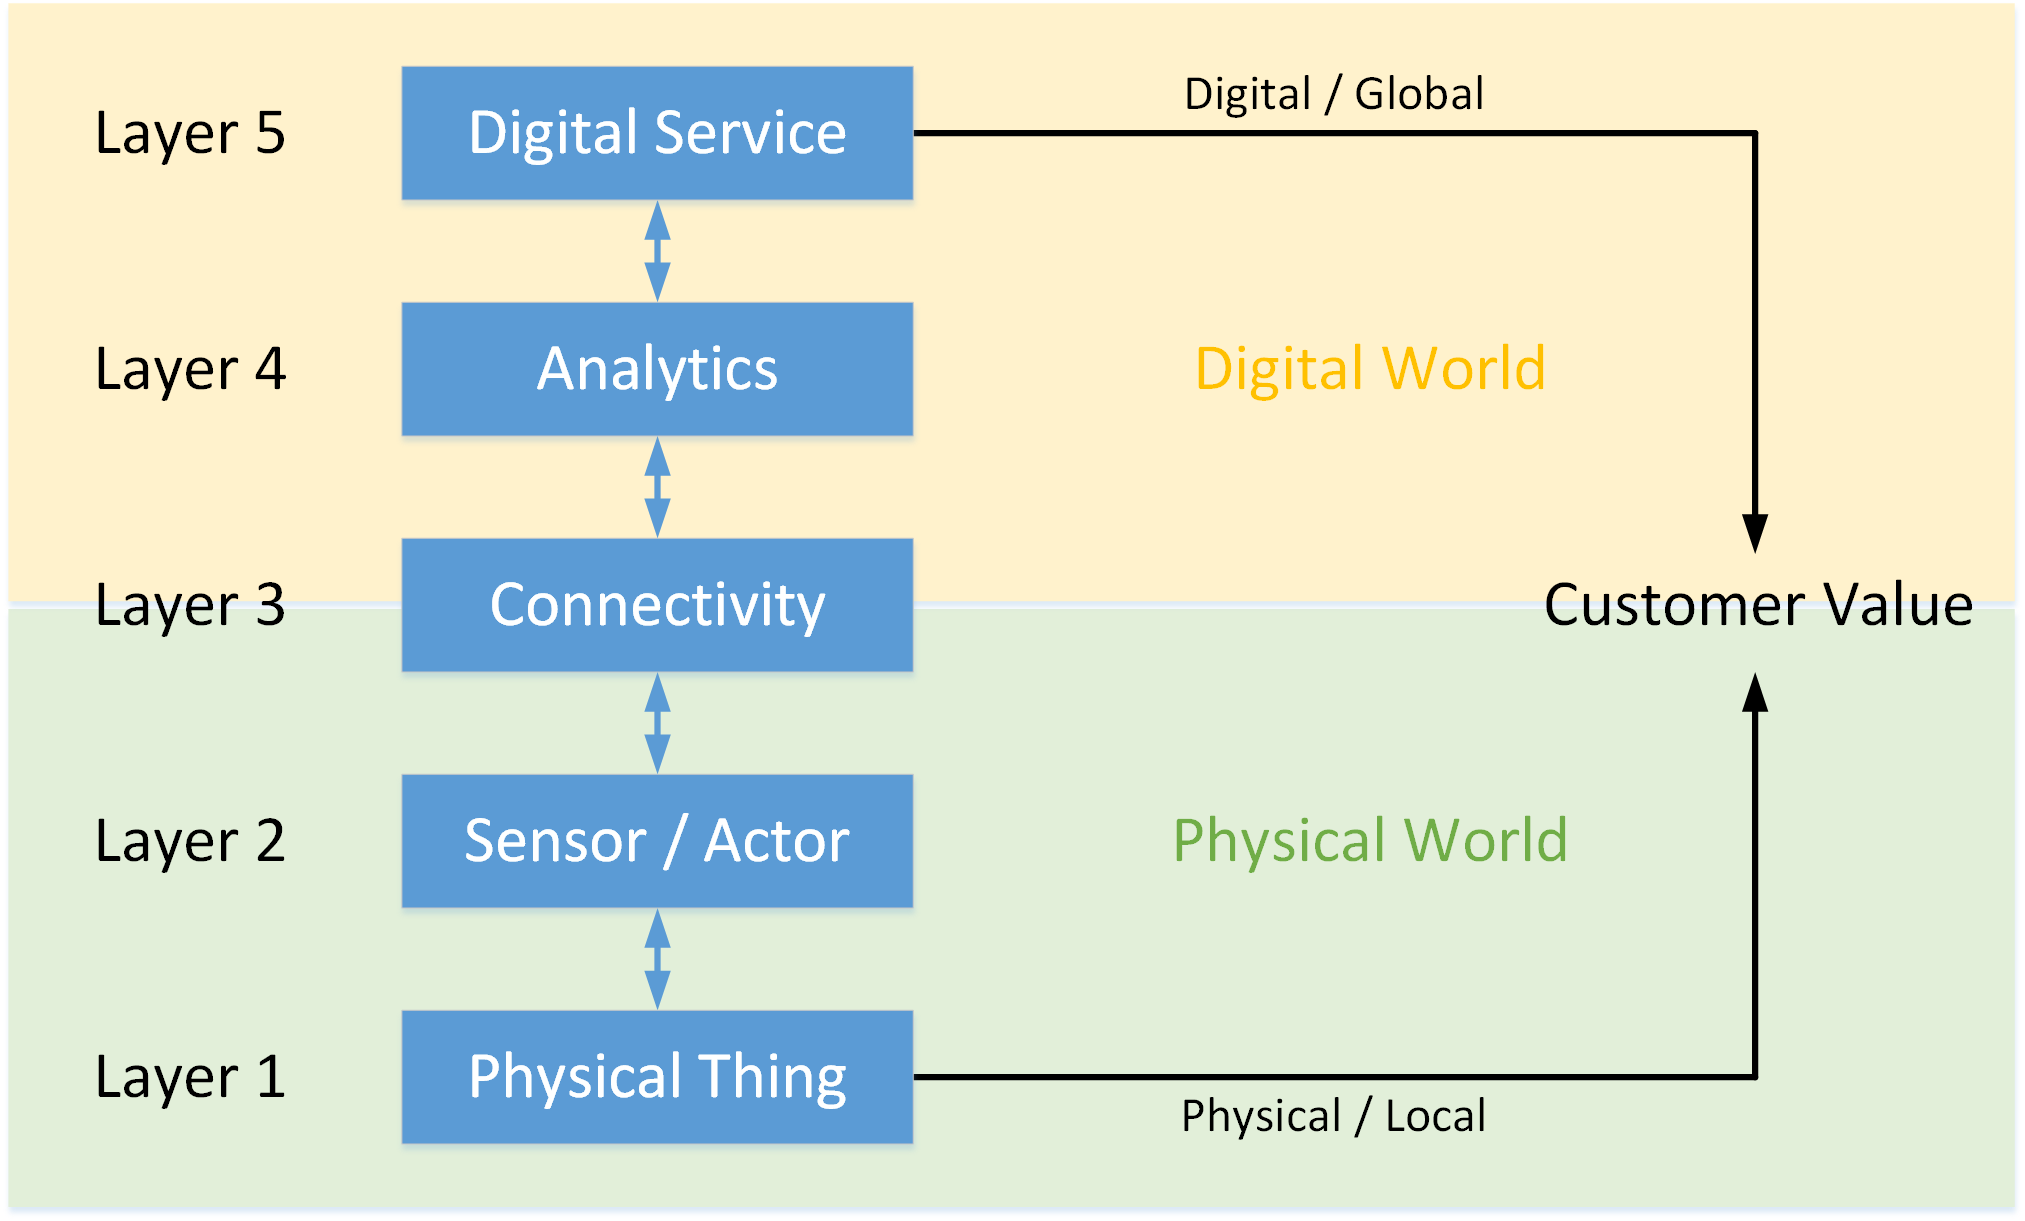 Digital / Global
Layer 5
Digital Service
Layer 4
Analytics
Digital World
Layer 3
Connectivity
Customer Value
Layer 2
Sensor / Actor
Physical World
Layer 1
Physical Thing
Physical / Local